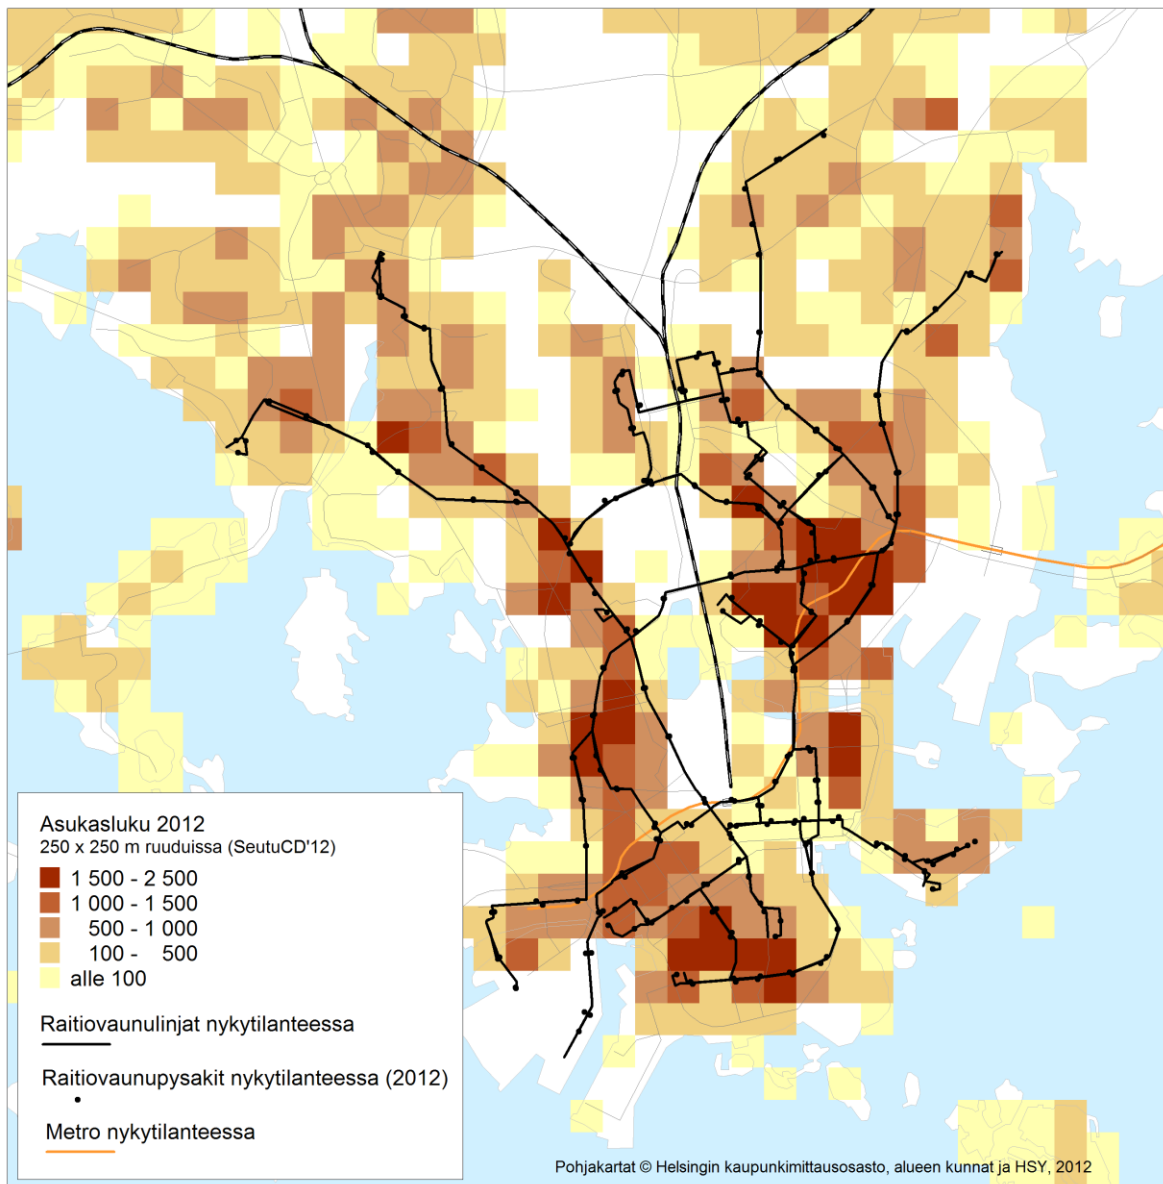 Asukasluku 2012
250 x 250 m ruuduissa (SeutuCD'12)
1 500 - 2 500
1 000 - 1 500
500 - 1 000
100 - 500
alle 100
Raitiovaunulinjat nykytilanteessa
Raitiovaunupysakit nykytilanteessa (2012)
Metro nykytilanteessa
Pohjakartat © Helsingin kaupunkimittausosasto, alueen kunnat ja HSY, 2012